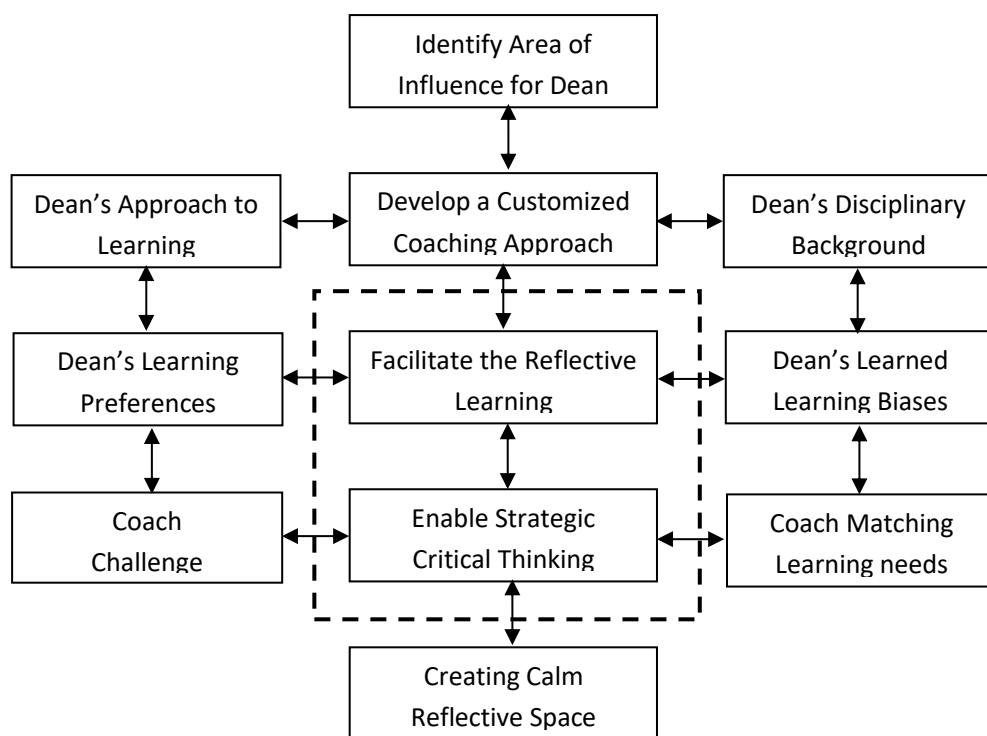 Identify Area of
Influence for Dean
Dean’s Approach to
Learning
Develop a Customized
Coaching Approach
Dean’s Disciplinary
Background
Dean’s Learning
Preferences
Facilitate the Reflective
Learning
Dean’s Learned
Learning Biases
Coach
Challenge
Enable Strategic
Critical Thinking
Coach Matching
Learning needs
Creating Calm
Reflective Space